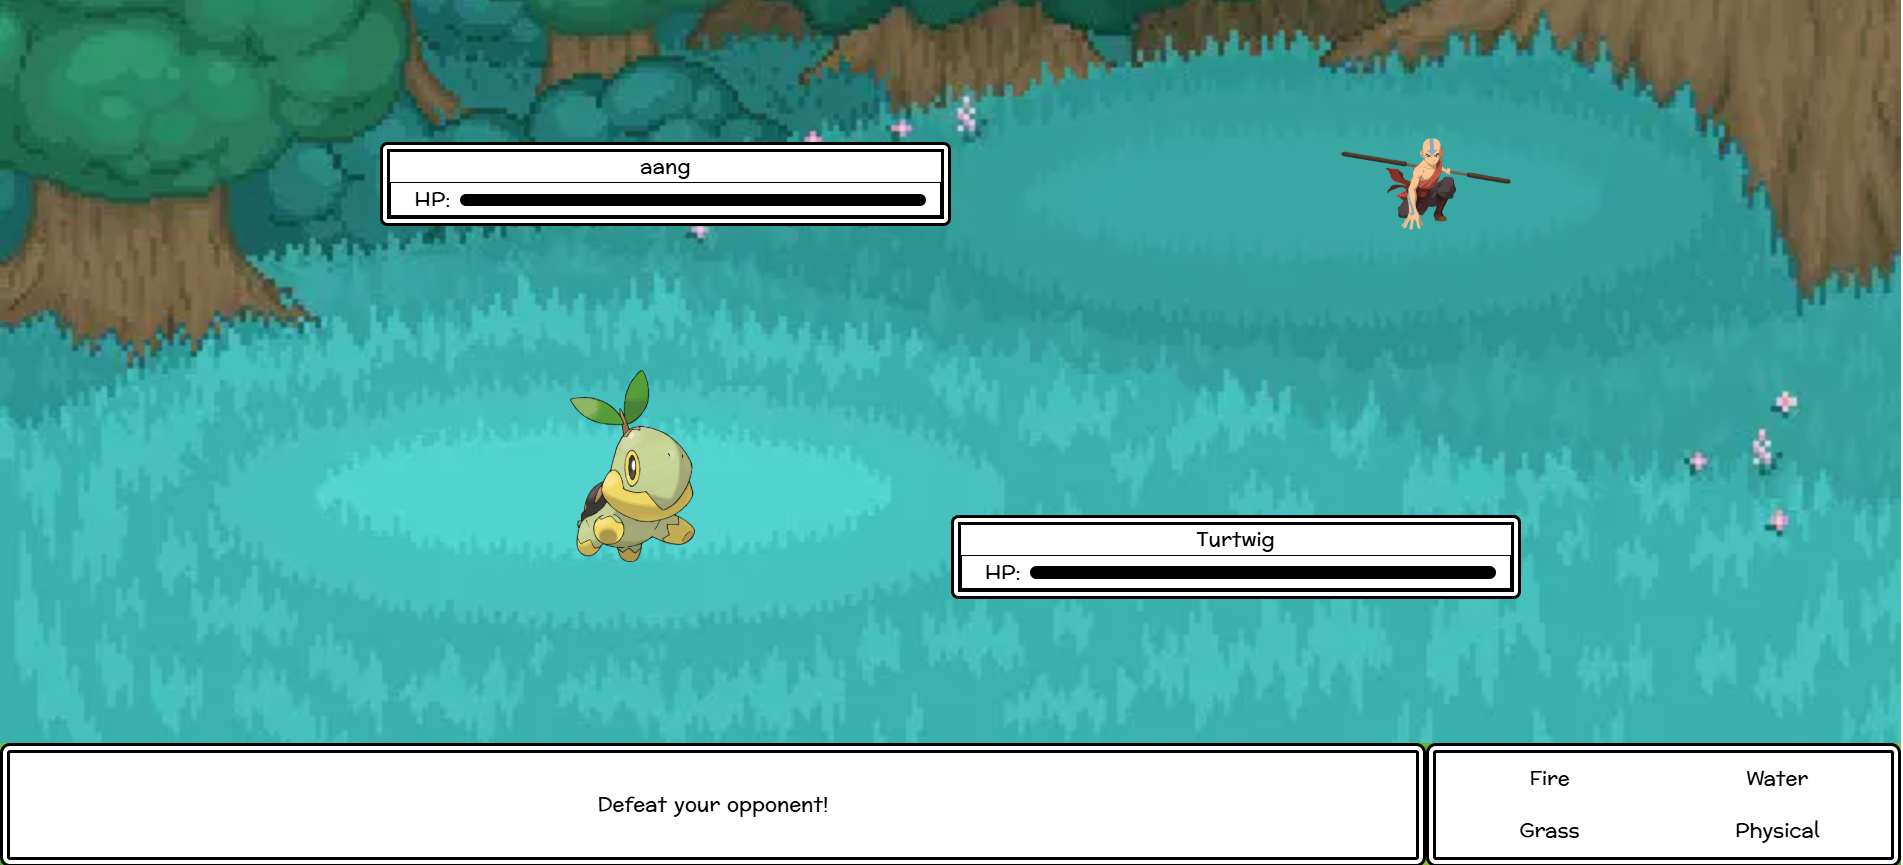 aang
HP:
Turtwig
HP:
Defeat your opponent!
Fire
Water
Grass
Physical